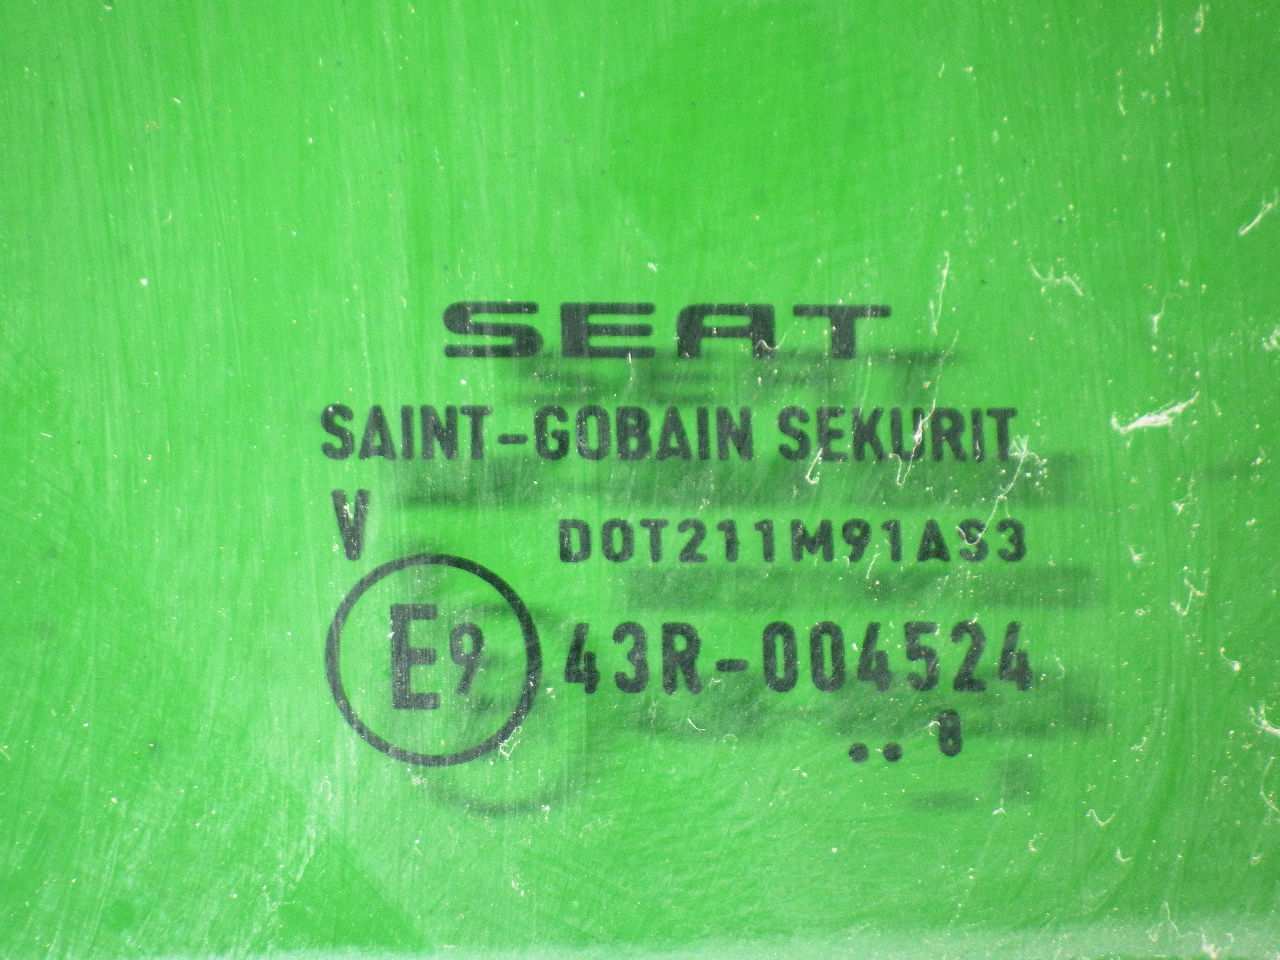 SEAT
SAINT-GOBAIN SEKURIT
V DOT211M91AS3
E9 43R-004524
.. 8